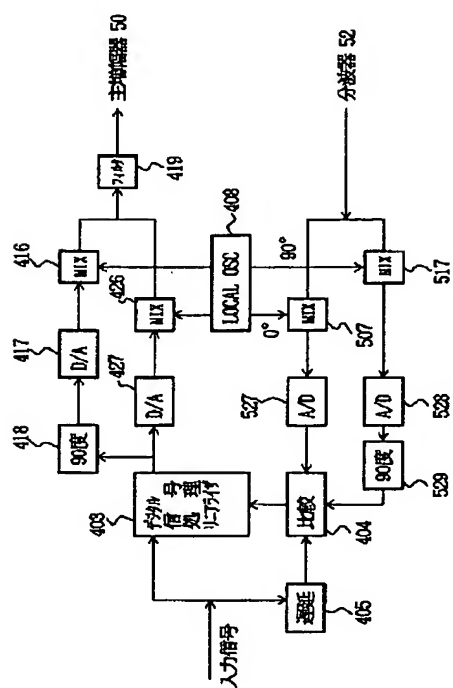 入力信号
403
デジタル
信号
処理
リニアライザ
遅延
405
比較
404
418
90度
417
D/A
416
MIX
427
D/A
426
MIX
フィルタ
419
主増幅器 50
LOCAL OSC
408
0°
90°
MIX
507
MIX
517
527
A/D
A/D
528
90度
529
分波器 52